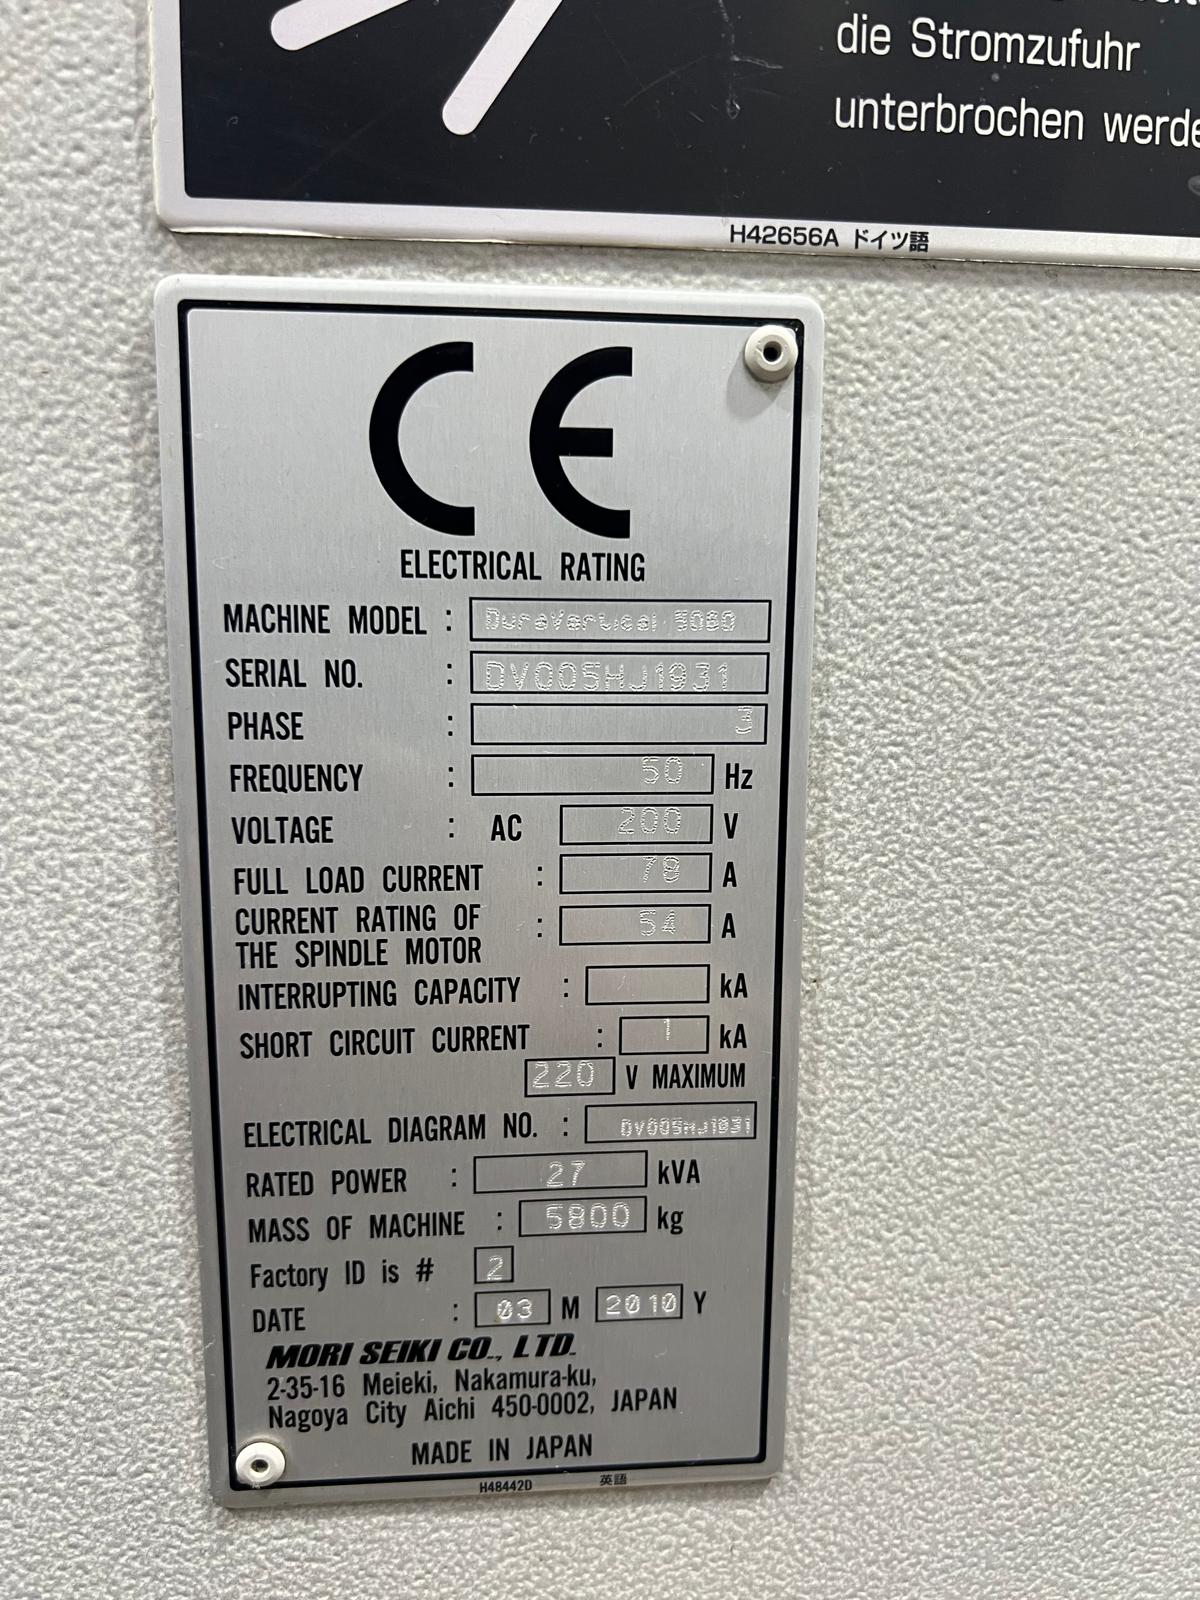 die Stromzufuhr
unterbrochen werde
H42656A ドイツ語
CE
ELECTRICAL RATING
MACHINE MODEL : DuraVertical 5060
SERIAL NO. : DV005HJ1931
PHASE : 3
FREQUENCY : 50 Hz
VOLTAGE : AC 200 V
FULL LOAD CURRENT : 78 A
CURRENT RATING OF
THE SPINDLE MOTOR : 54 A
INTERRUPTING CAPACITY : kA
SHORT CIRCUIT CURRENT : 1 kA
220 V MAXIMUM
ELECTRICAL DIAGRAM NO. : DV005HJ1931
RATED POWER : 27 kVA
MASS OF MACHINE : 5800 kg
Factory ID is # 2
DATE : 03 M 2010 Y
MORI SEIKI CO., LTD.
2-35-16 Meieki, Nakamura-ku,
Nagoya City Aichi 450-0002, JAPAN
MADE IN JAPAN
H48442D 英語